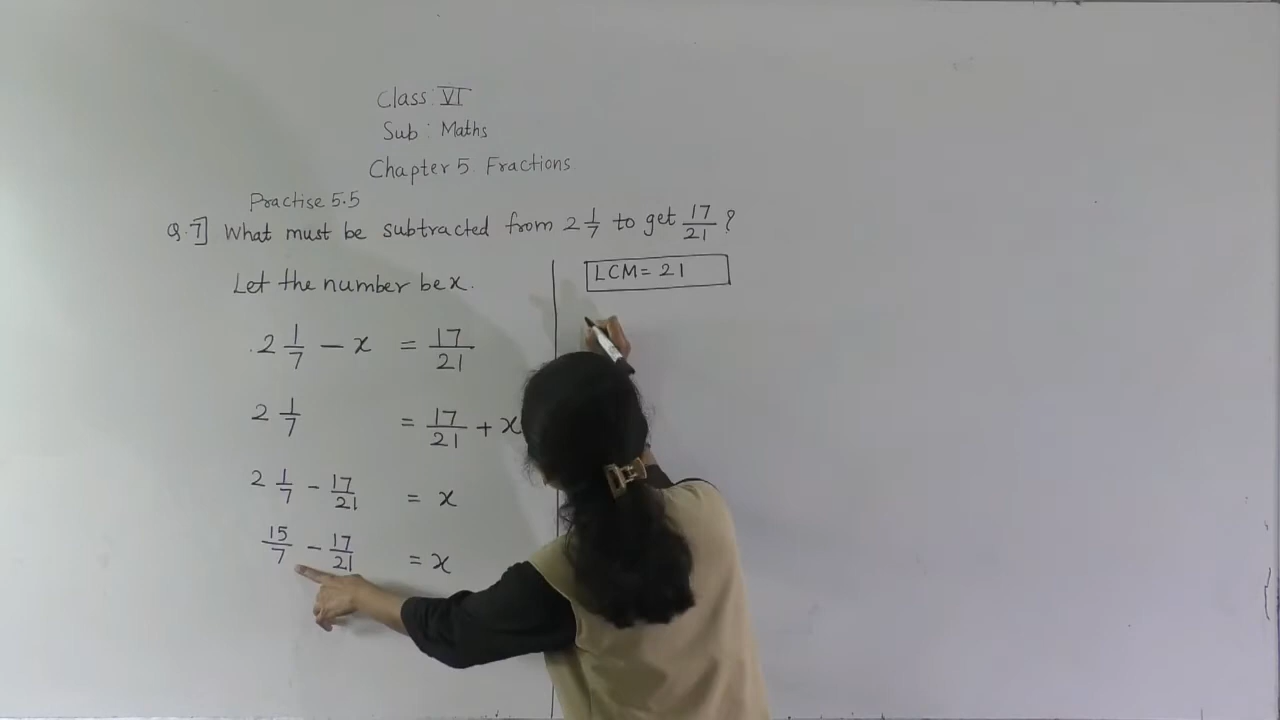 Class: VI
Sub: Maths
Chapter 5 Fractions
Practise 5.5
Q.7] What must be subtracted from 2 1/7 to get 17/21?
Let the number be x.
2 1/7 - x = 17/21
2 1/7 = 17/21 + x
2 1/7 - 17/21 = x
15/7 - 17/21 = x
LCM = 21